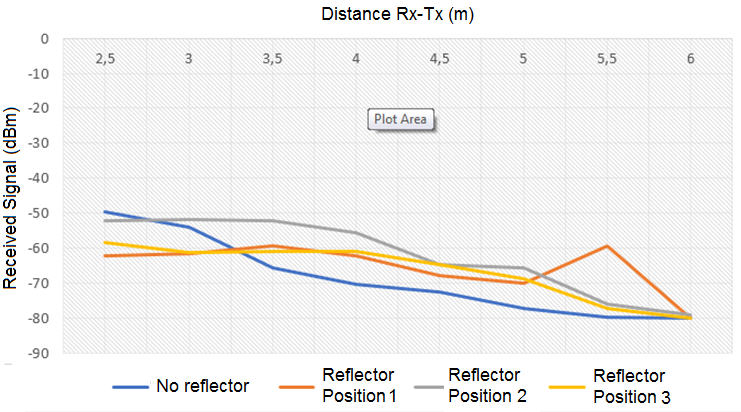 Distance Rx-Tx (m)
0
2,5 3 3,5 4 4,5 5 5,5 6
-10
-20
Plot Area
-30
-40
-50
-60
-70
-80
-90
Received Signal (dBm)
No reflector
Reflector
Position 1
Reflector
Position 2
Reflector
Position 3